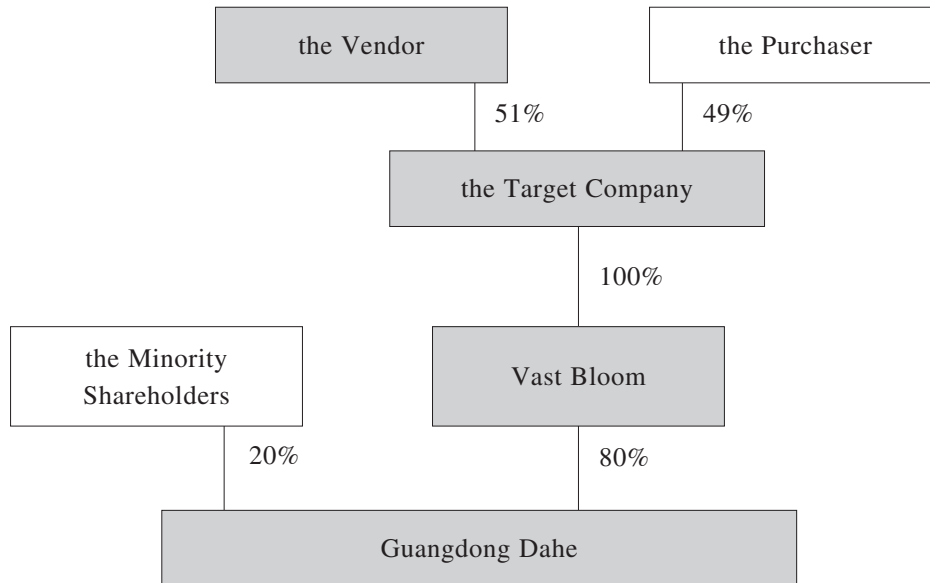 the Vendor
the Purchaser
51%
49%
the Target Company
100%
the Minority
Shareholders
Vast Bloom
20%
80%
Guangdong Dahe